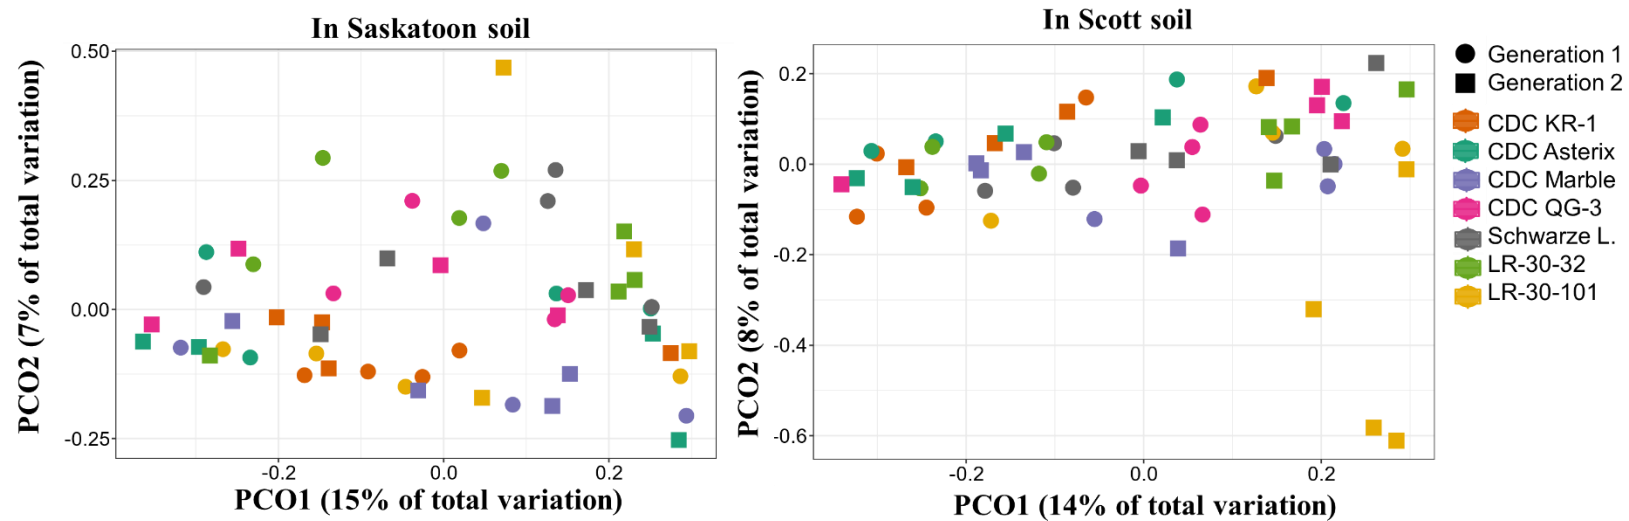 In Saskatoon soil
PCO2 (7% of total variation)
0.50
0.25
0.00
-0.25
-0.2
0.0
0.2
PCO1 (15% of total variation)
In Scott soil
PCO2 (8% of total variation)
0.2
0.0
-0.2
-0.4
-0.6
-0.2
0.0
0.2
PCO1 (14% of total variation)
Generation 1
Generation 2
CDC KR-1
CDC Asterix
CDC Marble
CDC QG-3
Schwarze L.
LR-30-32
LR-30-101